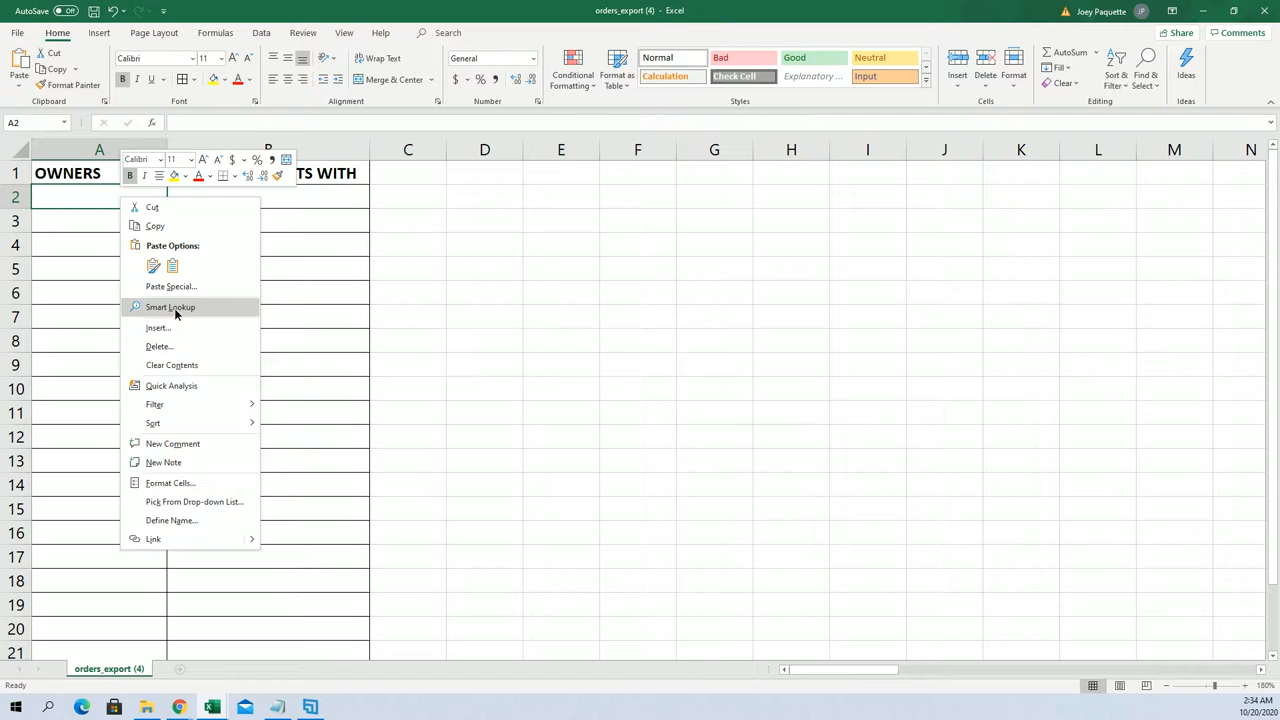 AutoSave Off orders_export (4) - Excel Joey Paquette JP
File Home Insert Page Layout Formulas Data Review View Help Search Share Comments
Paste Cut Copy Format Painter Clipboard
Calibri 11 B I U Font
Wrap Text Merge & Center Alignment
General $ % Number
Conditional Formatting Format as Table
Normal Bad Good Neutral
Calculation Check Cell Explanatory ... Input
Styles
Insert Delete Format Cells
AutoSum Fill Clear Sort & Filter Find & Select Editing
Ideas Ideas
A2 fx
A B C D E F G H I J K L M N
Calibri 11 $ %
B I
1 OWNERS TS WITH
2
3
4
5
6
7
8
9
10
11
12
13
14
15
16
17
18
19
20
21
Cut
Copy
Paste Options:
Paste Special...
Smart Lookup
Insert...
Delete...
Clear Contents
Quick Analysis
Filter
Sort
New Comment
New Note
Format Cells...
Pick From Drop-down List...
Define Name...
Link
orders_export (4)
Ready 180%
2:34 AM
10/20/2020